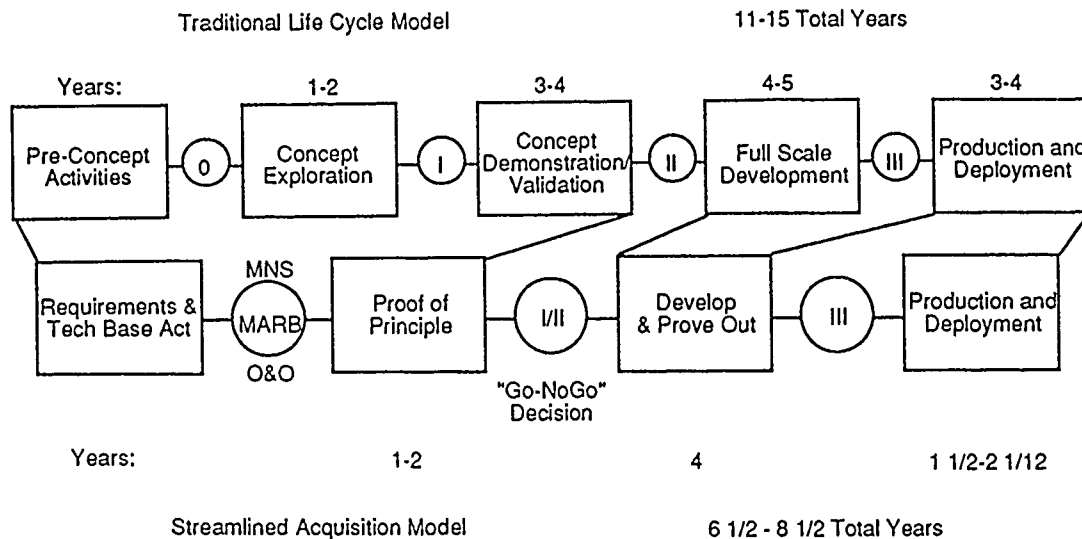 Traditional Life Cycle Model
11-15 Total Years
Years:
1-2
3-4
4-5
3-4
Pre-Concept
Activities
0
Concept
Exploration
I
Concept
Demonstration/
Validation
II
Full Scale
Development
III
Production and
Deployment
Requirements &
Tech Base Act
MNS
MARB
O&O
Proof of
Principle
I/II
"Go-NoGo"
Decision
Develop
& Prove Out
III
Production and
Deployment
Years:
1-2
4
1 1/2-2 1/12
Streamlined Acquisition Model
6 1/2 - 8 1/2 Total Years